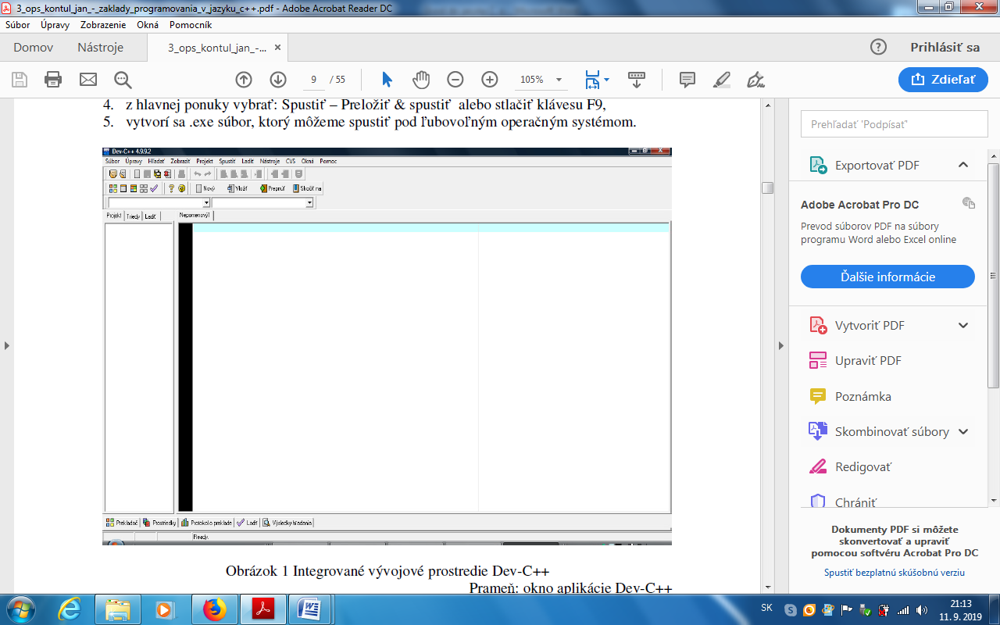 3_ops_kontul_jan_-_zaklady_programovania_v_jazyku_c++.pdf - Adobe Acrobat Reader DC
Súbor Úpravy Zobrazenie Okná Pomocník
Domov Nástroje 3_ops_kontul_jan_-... × ? Prihlásiť sa
9 / 55 105% Zdieľať
4. z hlavnej ponuky vybrať: Spustiť – Preložiť & spustiť alebo stlačiť klávesu F9,
5. vytvorí sa .exe súbor, ktorý môžeme spustiť pod ľubovoľným operačným systémom.
Dev-C++ 4.9.9.2
Súbor Úpravy Hľadať Zobraziť Projekt Spustiť Ladiť Nástroje CVS Okná Pomoc
Nový Vložiť Prepnúť Skočiť na
Projekt Triedy Ladiť Nepomenový1
Prekladač Prostriedky Protokol o preklade Ladiť Výsledky hľadania
Ready.
Obrázok 1 Integrované vývojové prostredie Dev-C++
Prameň: okno aplikácie Dev-C++
Prehľadať 'Podpísať'
Exportovať PDF
Adobe Acrobat Pro DC
Prevod súborov PDF na súbory
programu Word alebo Excel online
Ďalšie informácie
Vytvoriť PDF
Upraviť PDF
Poznámka
Skombinovať súbory
Redigovať
Chrániť
Dokumenty PDF si môžete
skonvertovať a upraviť
pomocou softvéru Acrobat Pro DC
Spustiť bezplatnú skúšobnú verziu
SK 21:13
11. 9. 2019